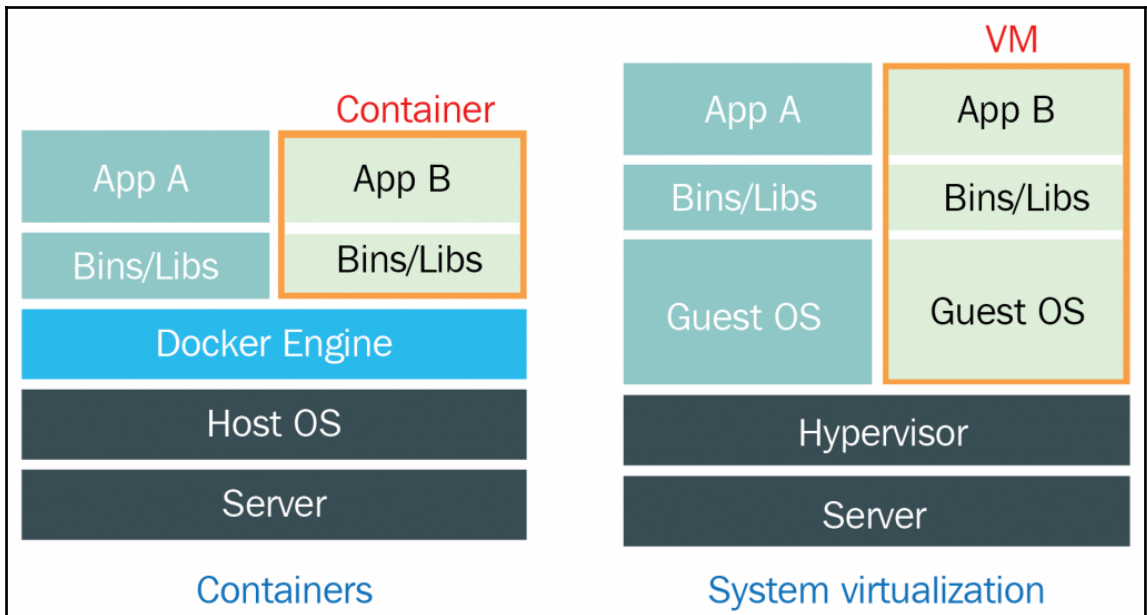 Container
App A
App B
Bins/Libs
Bins/Libs
Docker Engine
Host OS
Server
Containers
VM
App A
App B
Bins/Libs
Bins/Libs
Guest OS
Guest OS
Hypervisor
Server
System virtualization